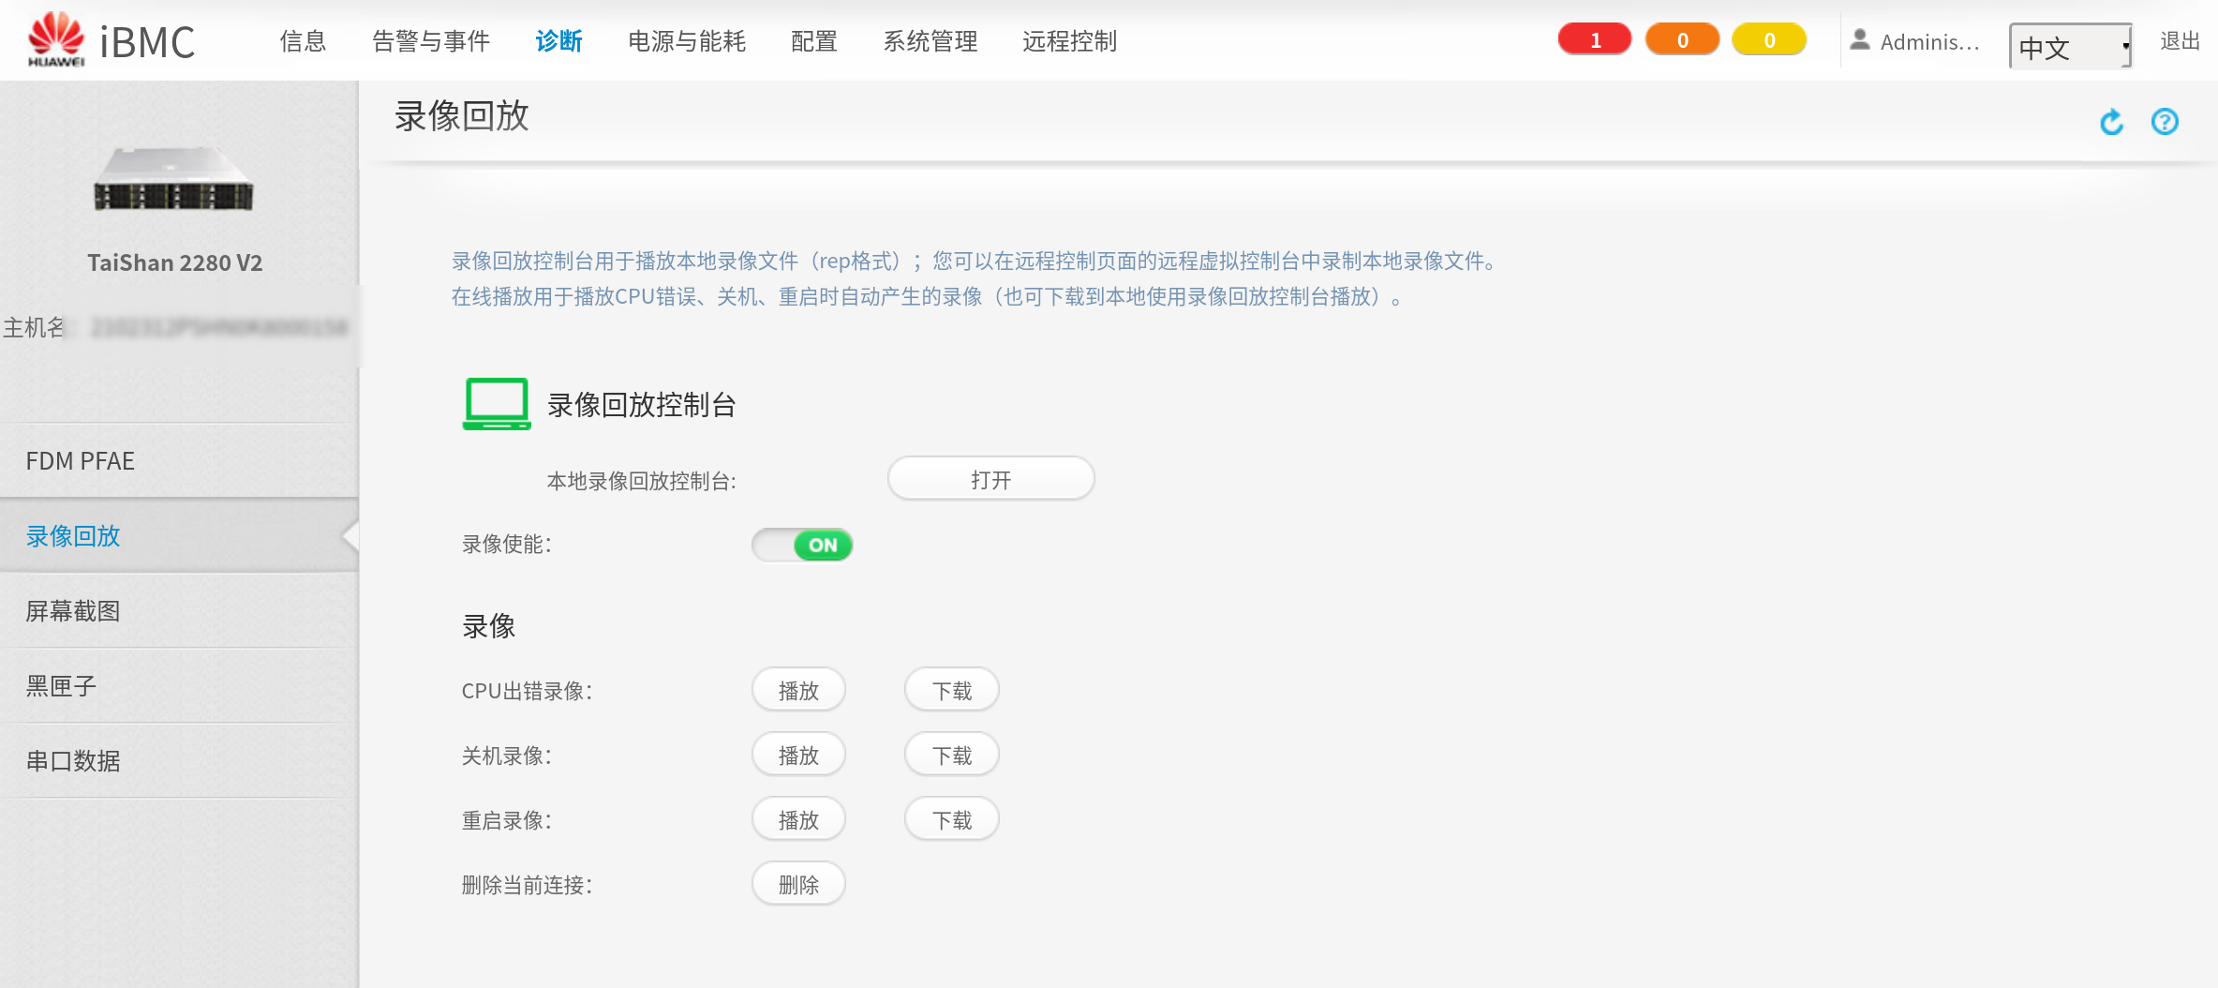 HUAWEI iBMC 信息 告警与事件 诊断 电源与能耗 配置 系统管理 远程控制 1 0 0 Adminis... 中文 退出
录像回放
TaiShan 2280 V2
主机名
FDM PFAE
录像回放
屏幕截图
黑匣子
串口数据
录像回放控制台用于播放本地录像文件（rep格式）；您可以在远程控制页面的远程虚拟控制台中录制本地录像文件。
在线播放用于播放CPU错误、关机、重启时自动产生的录像（也可下载到本地使用录像回放控制台播放）。
录像回放控制台
本地录像回放控制台: 打开
录像使能： ON
录像
CPU出错录像： 播放 下载
关机录像： 播放 下载
重启录像： 播放 下载
删除当前连接： 删除